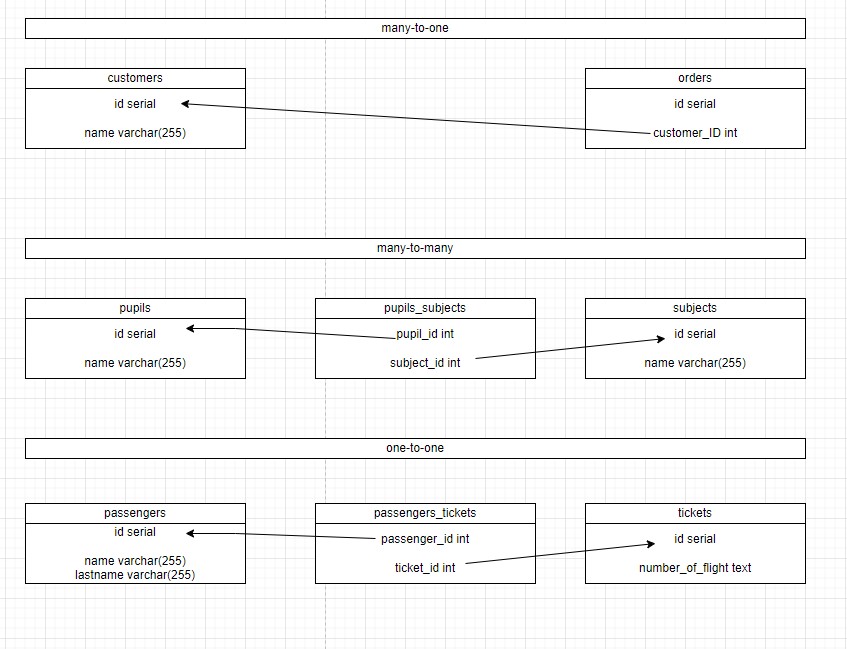 many-to-one
customers
id serial
name varchar(255)
orders
id serial
customer_ID int
many-to-many
pupils
id serial
name varchar(255)
pupils_subjects
pupil_id int
subject_id int
subjects
id serial
name varchar(255)
one-to-one
passengers
id serial
name varchar(255)
lastname varchar(255)
passengers_tickets
passenger_id int
ticket_id int
tickets
id serial
number_of_flight text